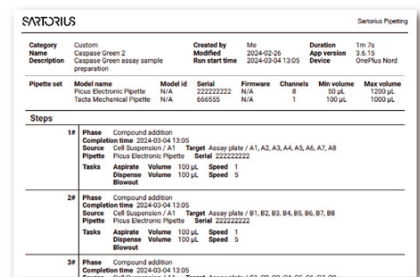 SARTORIUS
Sartorius Pipetting
Category Custom Created by Me Duration 1m 7s
Name Caspase Green 2 Modified 2024-02-26 App version 3.6.15
Description Caspase Green assay sample preparation Run start time 2024-03-04 13:05 Device OnePlus Nord
Pipette set Model name Model id Serial Firmware Channels Min volume Max volume
Picus Electronic Pipette N/A 222222222 N/A 8 50 µL 1200 µL
Tacta Mechanical Pipette N/A 666555 N/A 1 100 µL 1000 µL
Steps
1# Phase Compound addition
Completion time 2024-03-04 13:05
Source Cell Suspension / A1 Target Assay plate / A1, A2, A3, A4, A5, A6, A7, A8
Pipette Picus Electronic Pipette Serial 222222222
Tasks Aspirate Volume 100 µL Speed 1
Dispense Volume 100 µL Speed 5
Blowout
2# Phase Compound addition
Completion time 2024-03-04 13:05
Source Cell Suspension / A1 Target Assay plate / B1, B2, B3, B4, B5, B6, B7, B8
Pipette Picus Electronic Pipette Serial 222222222
Tasks Aspirate Volume 100 µL Speed 1
Dispense Volume 100 µL Speed 5
Blowout
3# Phase Compound addition
Completion time 2024-03-04 13:05